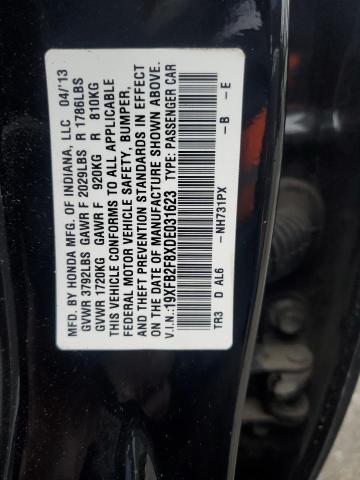 MFD. BY HONDA MFG. OF INDIANA, LLC 04/13
GVWR 3792LBS GAWR F 2029LBS R 1786LBS
GVWR 1720KG GAWR F 920KG R 810KG
THIS VEHICLE CONFORMS TO ALL APPLICABLE
FEDERAL MOTOR VEHICLE SAFETY, BUMPER,
AND THEFT PREVENTION STANDARDS IN EFFECT
ON THE DATE OF MANUFACTURE SHOWN ABOVE.
V.I.N.: 19XFB2F8XDE031623 TYPE: PASSENGER CAR
TR3 D AL6 -NH731PX -B -E